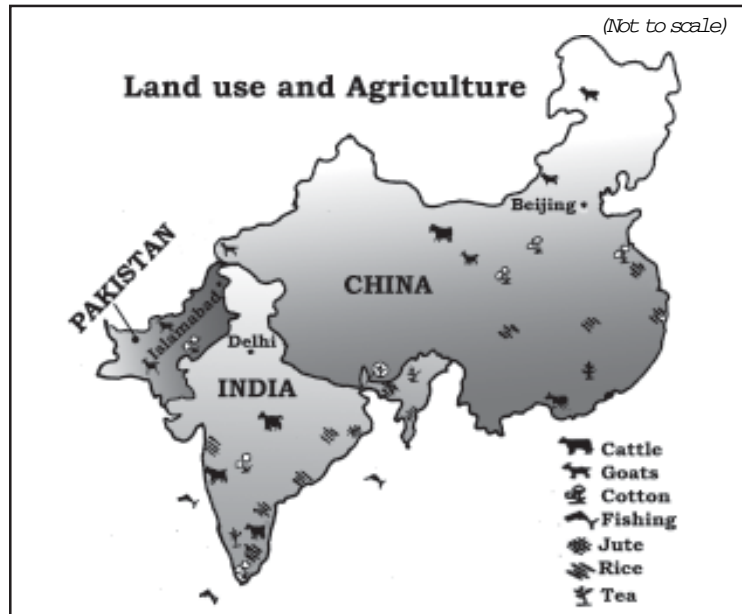 (Not to scale)
Land use and Agriculture
Beijing
PAKISTAN
CHINA
Ialamabad
Delhi
INDIA
Cattle
Goats
Cotton
Fishing
Jute
Rice
Tea